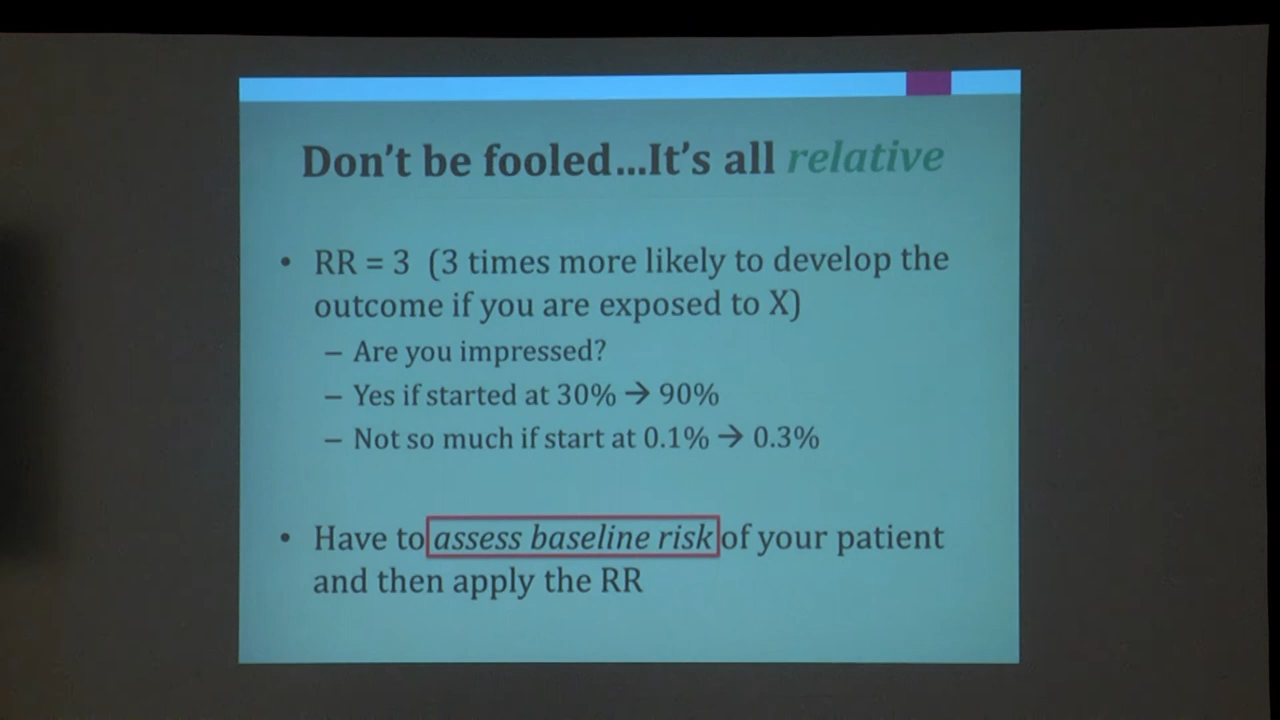 Don't be fooled...It's all relative
• RR = 3 (3 times more likely to develop the
outcome if you are exposed to X)
– Are you impressed?
– Yes if started at 30% → 90%
– Not so much if start at 0.1% → 0.3%
• Have to assess baseline risk of your patient
and then apply the RR